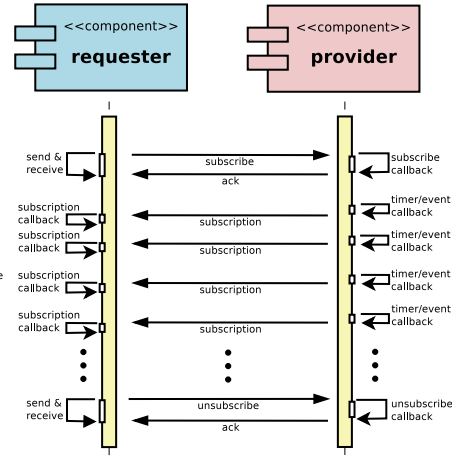 <<component>>
requester
<<component>>
provider
send &
receive
subscribe
ack
subscribe
callback
subscription
callback
subscription
timer/event
callback
subscription
callback
subscription
timer/event
callback
e
subscription
callback
subscription
timer/event
callback
subscription
callback
subscription
timer/event
callback
send &
receive
unsubscribe
ack
unsubscribe
callback